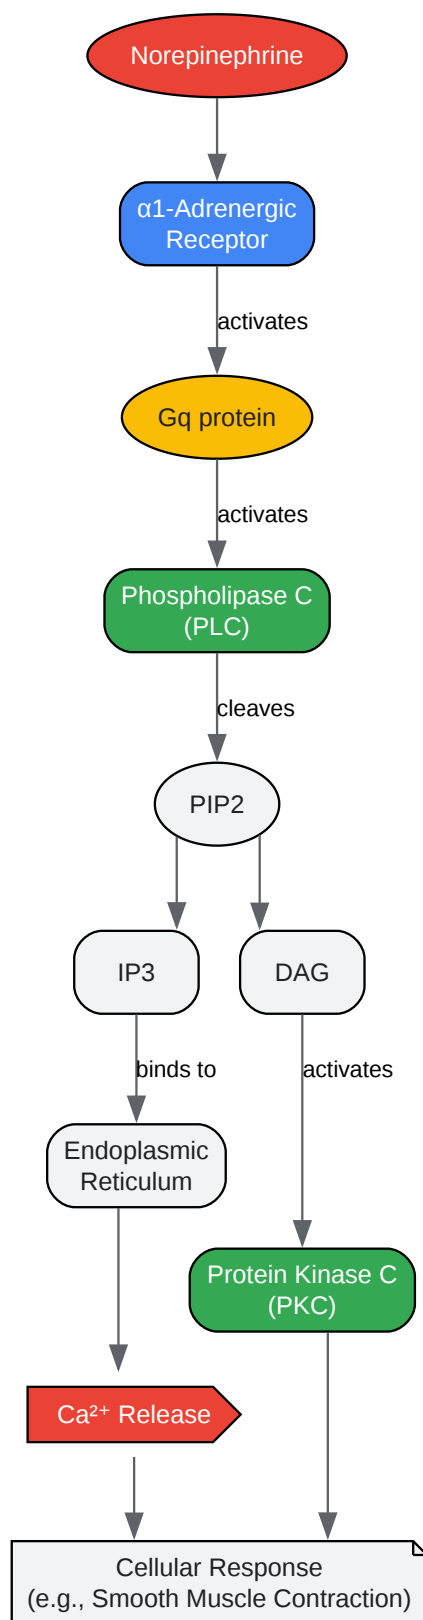 Norepinephrine
α1-Adrenergic
Receptor
activates
Gq protein
activates
Phospholipase C
(PLC)
cleaves
PIP2
IP3
DAG
binds to
activates
Endoplasmic
Reticulum
Protein Kinase C
(PKC)
Ca²⁺ Release
Cellular Response
(e.g., Smooth Muscle Contraction)